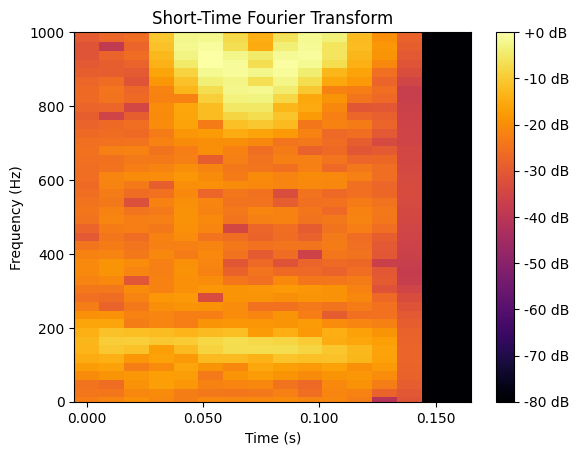 Short-Time Fourier Transform
1000
800
600
400
200
0
Frequency (Hz)
0.000
0.050
0.100
0.150
Time (s)
+0 dB
-10 dB
-20 dB
-30 dB
-40 dB
-50 dB
-60 dB
-70 dB
-80 dB